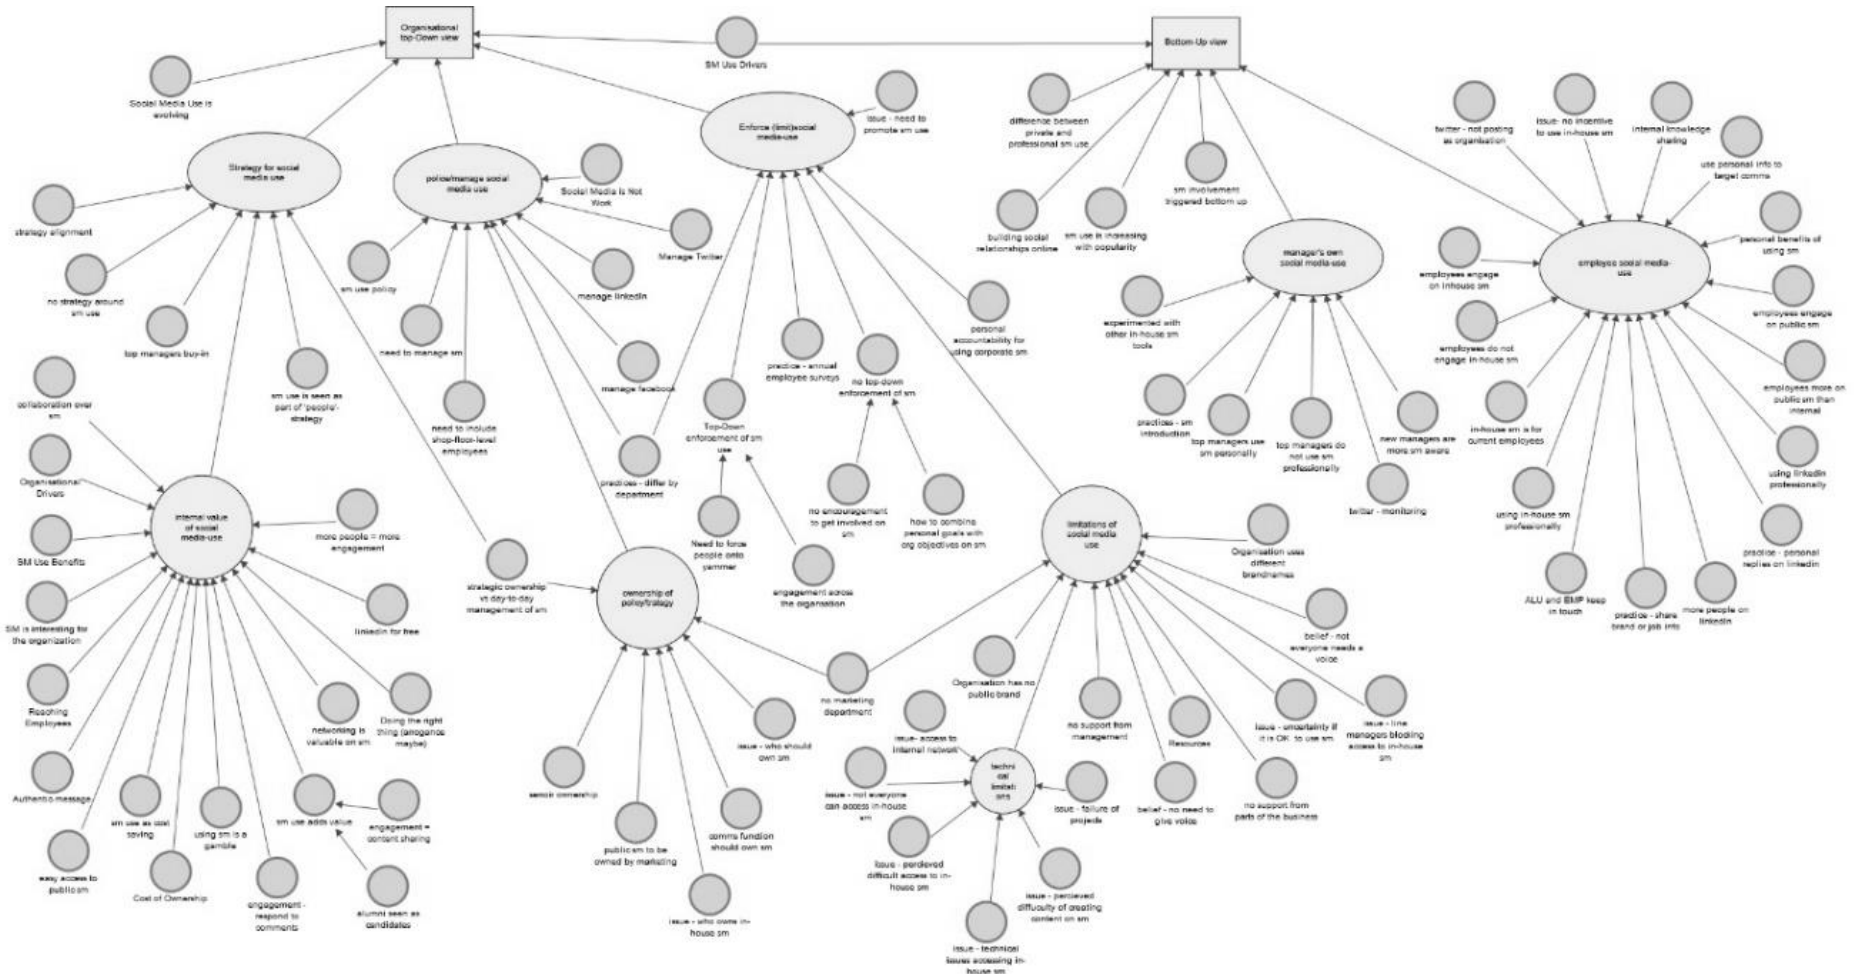 Organisational
top-Down view
Bottom-Up view
SM Use Drivers
Social Media Use is
evolving
issue - need to
promote sm use
Enforce (limit)social
media-use
difference between
private and
professional sm use
twitter - not posting
as organisation
issue- no incentive
to use in-house sm
internal knowledge
sharing
use personal info to
target comms
Strategy for social
media use
police/manage social
media use
Social Media is Not
Work
sm involvement
triggered bottom up
strategy alignment
building social
relationships online
sm use is increasing
with popularity
Manage Twitter
manager's own
social media-use
personal benefits of
using sm
employees engage
on inhouse sm
employee social media-
use
no strategy around
sm use
sm use policy
manage linkedin
top managers buy-in
need to manage sm
experimented with
other in-house sm
tools
personal
accountability for
using corporate sm
employees engage
on public sm
employees do not
engage in-house sm
practice - annual
employee surveys
no top-down
enforcement of sm
manage facebook
employees more on
public sm than
internal
sm use is seen as
part of 'people'-
strategy
collaboration over
sm
need to include
shop-floor-level
employees
Top-Down
enforcement of sm
use
practices - sm
introduction
top managers use
sm personally
top managers do
not use sm
professionally
new managers are
more sm aware
in-house sm is for
current employees
using linkedin
professionally
Organisational
Drivers
practices - differ by
department
twitter - monitoring
using in-house sm
professionally
internal value
of social
media-use
more people = more
engagement
no encouragement
to get involved on
sm
how to combine
personal goals with
org objectives on sm
limitations of
social media
use
Organisation uses
different
brandnames
practice - personal
replies on linkedin
SM Use Benefits
Need to force
people onto
yammer
engagement across
the organisation
strategic ownership
vs day-to-day
management of sm
ownership of
policy/tratagy
ALU and EMP keep
in touch
practice - share
brand or job info
more people on
linkedin
SM is interesting for
the organization
linkedin for free
belief - not
everyone needs a
voice
Reaching
Employees
networking is
valuable on sm
Doing the right
thing (arrogance
maybe)
no marketing
department
Organisation has no
public brand
no support from
management
Resources
issue - uncertainty if
it is OK to use sm
issue - line
managers blocking
access to in-house
sm
issue - who should
own sm
issue- access to
internal network
Authentic message
senoir ownership
issue - not everyone
can access in-house
sm
techni
cal
limitati
ons
issue - failure of
projects
belief - no need to
give voice
no support from
parts of the business
sm use as cost
saving
using sm is a
gamble
sm use adds value
engagement =
content sharing
public sm to be
owned by marketing
comms function
should own sm
easy access to
public sm
Cost of Ownership
engagement -
respond to
comments
alumni seen as
candidates
issue - percieved
difficult access to in-
house sm
issue - percieved
diffuculty of creating
content on sm
issue - who owns in-
house sm
issue - technical
issues accessing in-
house sm